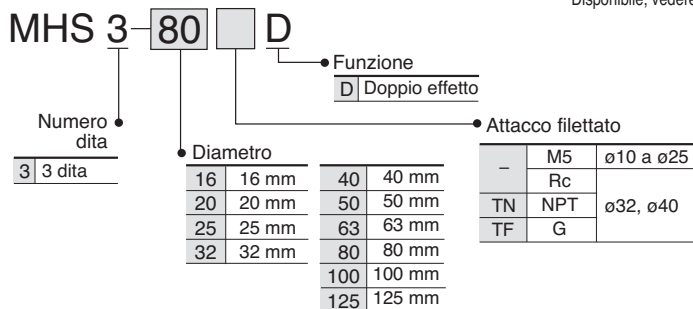 Disponibile, vedere
MHS 3 - 80 D
Funzione
D Doppio effetto
Numero dita
3 3 dita
Diametro
16 16 mm
20 20 mm
25 25 mm
32 32 mm
40 40 mm
50 50 mm
63 63 mm
80 80 mm
100 100 mm
125 125 mm
Attacco filettato
– M5 ø10 a ø25
Rc
TN NPT ø32, ø40
TF G